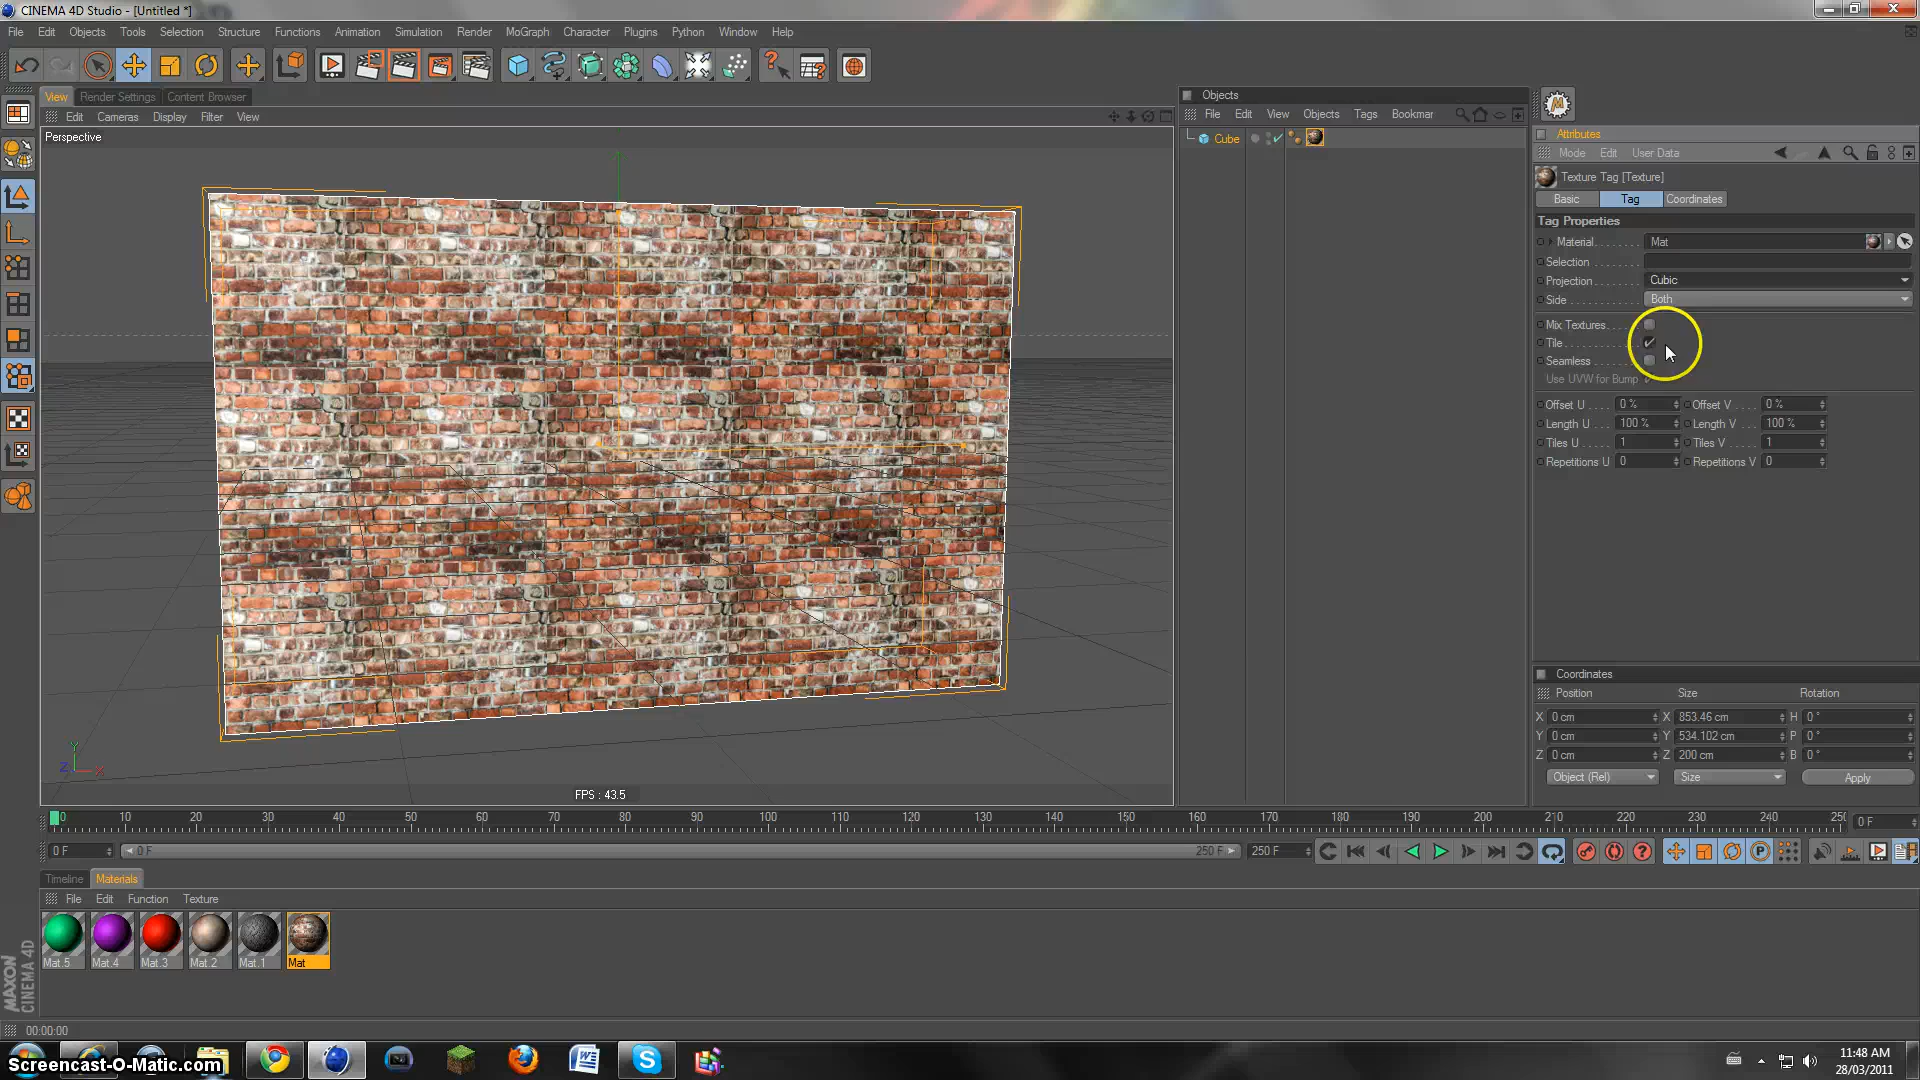 CINEMA 4D Studio - [Untitled *]
File Edit Objects Tools Selection Structure Functions Animation Simulation Render MoGraph Character Plugins Python Window Help
View Render Settings Content Browser
Edit Cameras Display Filter View
Perspective
FPS : 43.5
Objects
File Edit View Objects Tags Bookmar
Cube
Attributes
Mode Edit User Data
Texture Tag [Texture]
Basic Tag Coordinates
Tag Properties
Material Mat
Selection
Projection Cubic
Side Both
Mix Textures
Tile
Seamless
Use UVW for Bump
Offset U 0 % Offset V 0 %
Length U 100 % Length V 100 %
Tiles U 1 Tiles V 1
Repetitions U 0 Repetitions V 0
Coordinates
Position Size Rotation
X 0 cm X 853.46 cm H 0 °
Y 0 cm Y 534.102 cm P 0 °
Z 0 cm Z 200 cm B 0 °
Object (Rel) Size Apply
0 10 20 30 40 50 60 70 80 90 100 110 120 130 140 150 160 170 180 190 200 210 220 230 240 250 0 F
0 F 0 F 250 F 250 F
Timeline Materials
File Edit Function Texture
Mat.5 Mat.4 Mat.3 Mat.2 Mat.1 Mat
MAXON
CINEMA 4D
00:00:00
Screencast-O-Matic.com
11:48 AM
28/03/2011
Y
Z X